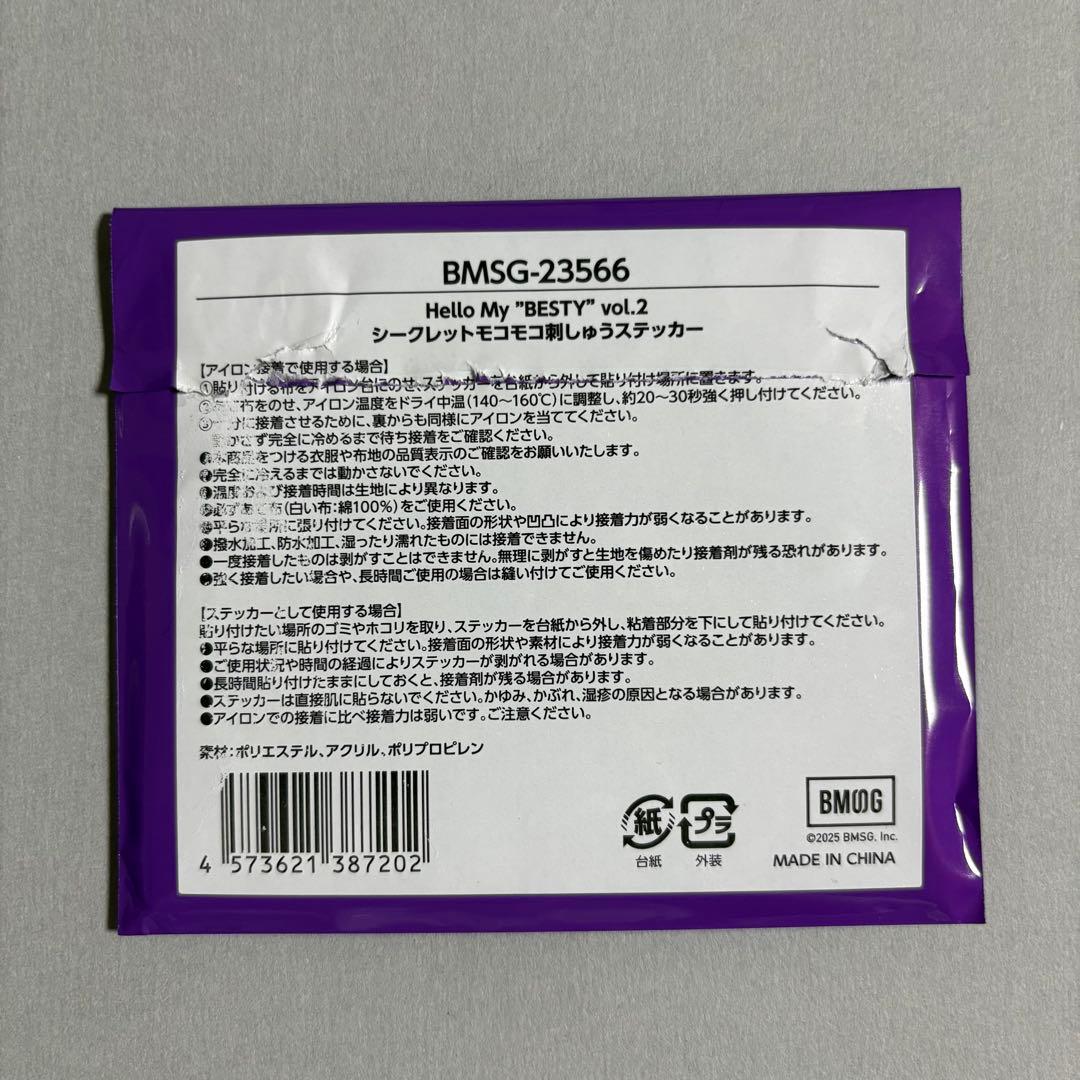 BMSG-23566
Hello My ”BESTY” vol.2
シークレットモコモコ刺しゅうステッカー
【アイロン接着で使用する場合】
①貼り付ける布をアイロン台にのせ、ステッカーを台紙から外して貼り付け場所に置きます。
布をのせ、アイロン温度をドライ中温(140〜160℃)に調整し、約20〜30秒強く押し付けてください。
③十分に接着させるために、裏からも同様にアイロンを当ててください。
動かさず完全に冷めるまで待ち接着をご確認ください。
●本商品をつける衣服や布地の品質表示のご確認をお願いいたします。
●完全に冷えるまでは動かさないでください。
●温度および接着時間は生地により異なります。
●必ずあて布(白い布:綿100%)をご使用ください。
●平らな場所に張り付けてください。接着面の形状や凹凸により接着力が弱くなることがあります。
●撥水加工、防水加工、湿ったり濡れたものには接着できません。
●一度接着したものは剥がすことはできません。無理に剥がすと生地を傷めたり接着剤が残る恐れがあります。
●強く接着したい場合や、長時間ご使用の場合は縫い付けてご使用ください。
【ステッカーとして使用する場合】
貼り付けたい場所のゴミやホコリを取り、ステッカーを台紙から外し、粘着部分を下にして貼り付けてください。
●平らな場所に貼り付けてください。接着面の形状や素材により接着力が弱くなることがあります。
●ご使用状況や時間の経過によりステッカーが剥がれる場合があります。
●長時間貼り付けたままにしておくと、接着剤が残る場合があります。
●ステッカーは直接肌に貼らないでください。かゆみ、かぶれ、湿疹の原因となる場合があります。
●アイロンでの接着に比べ接着力は弱いです。ご注意ください。
素材:ポリエステル、アクリル、ポリプロピレン
4 573621 387202
紙
台紙
プラ
外装
BMSG
©2025 BMSG, Inc.
MADE IN CHINA